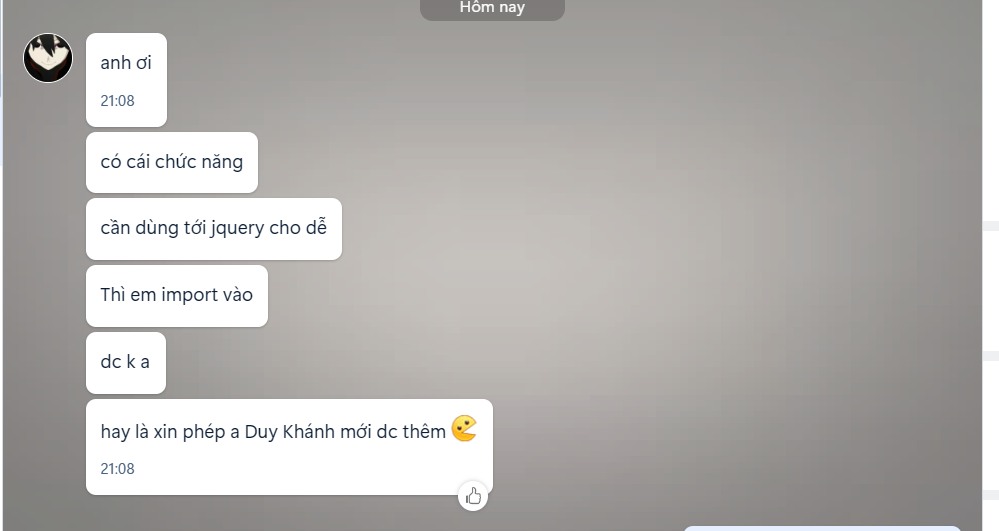 Hôm nay
anh ơi
21:08
có cái chức năng
cần dùng tới jquery cho dễ
Thì em import vào
dc k a
hay là xin phép a Duy Khánh mới dc thêm
21:08